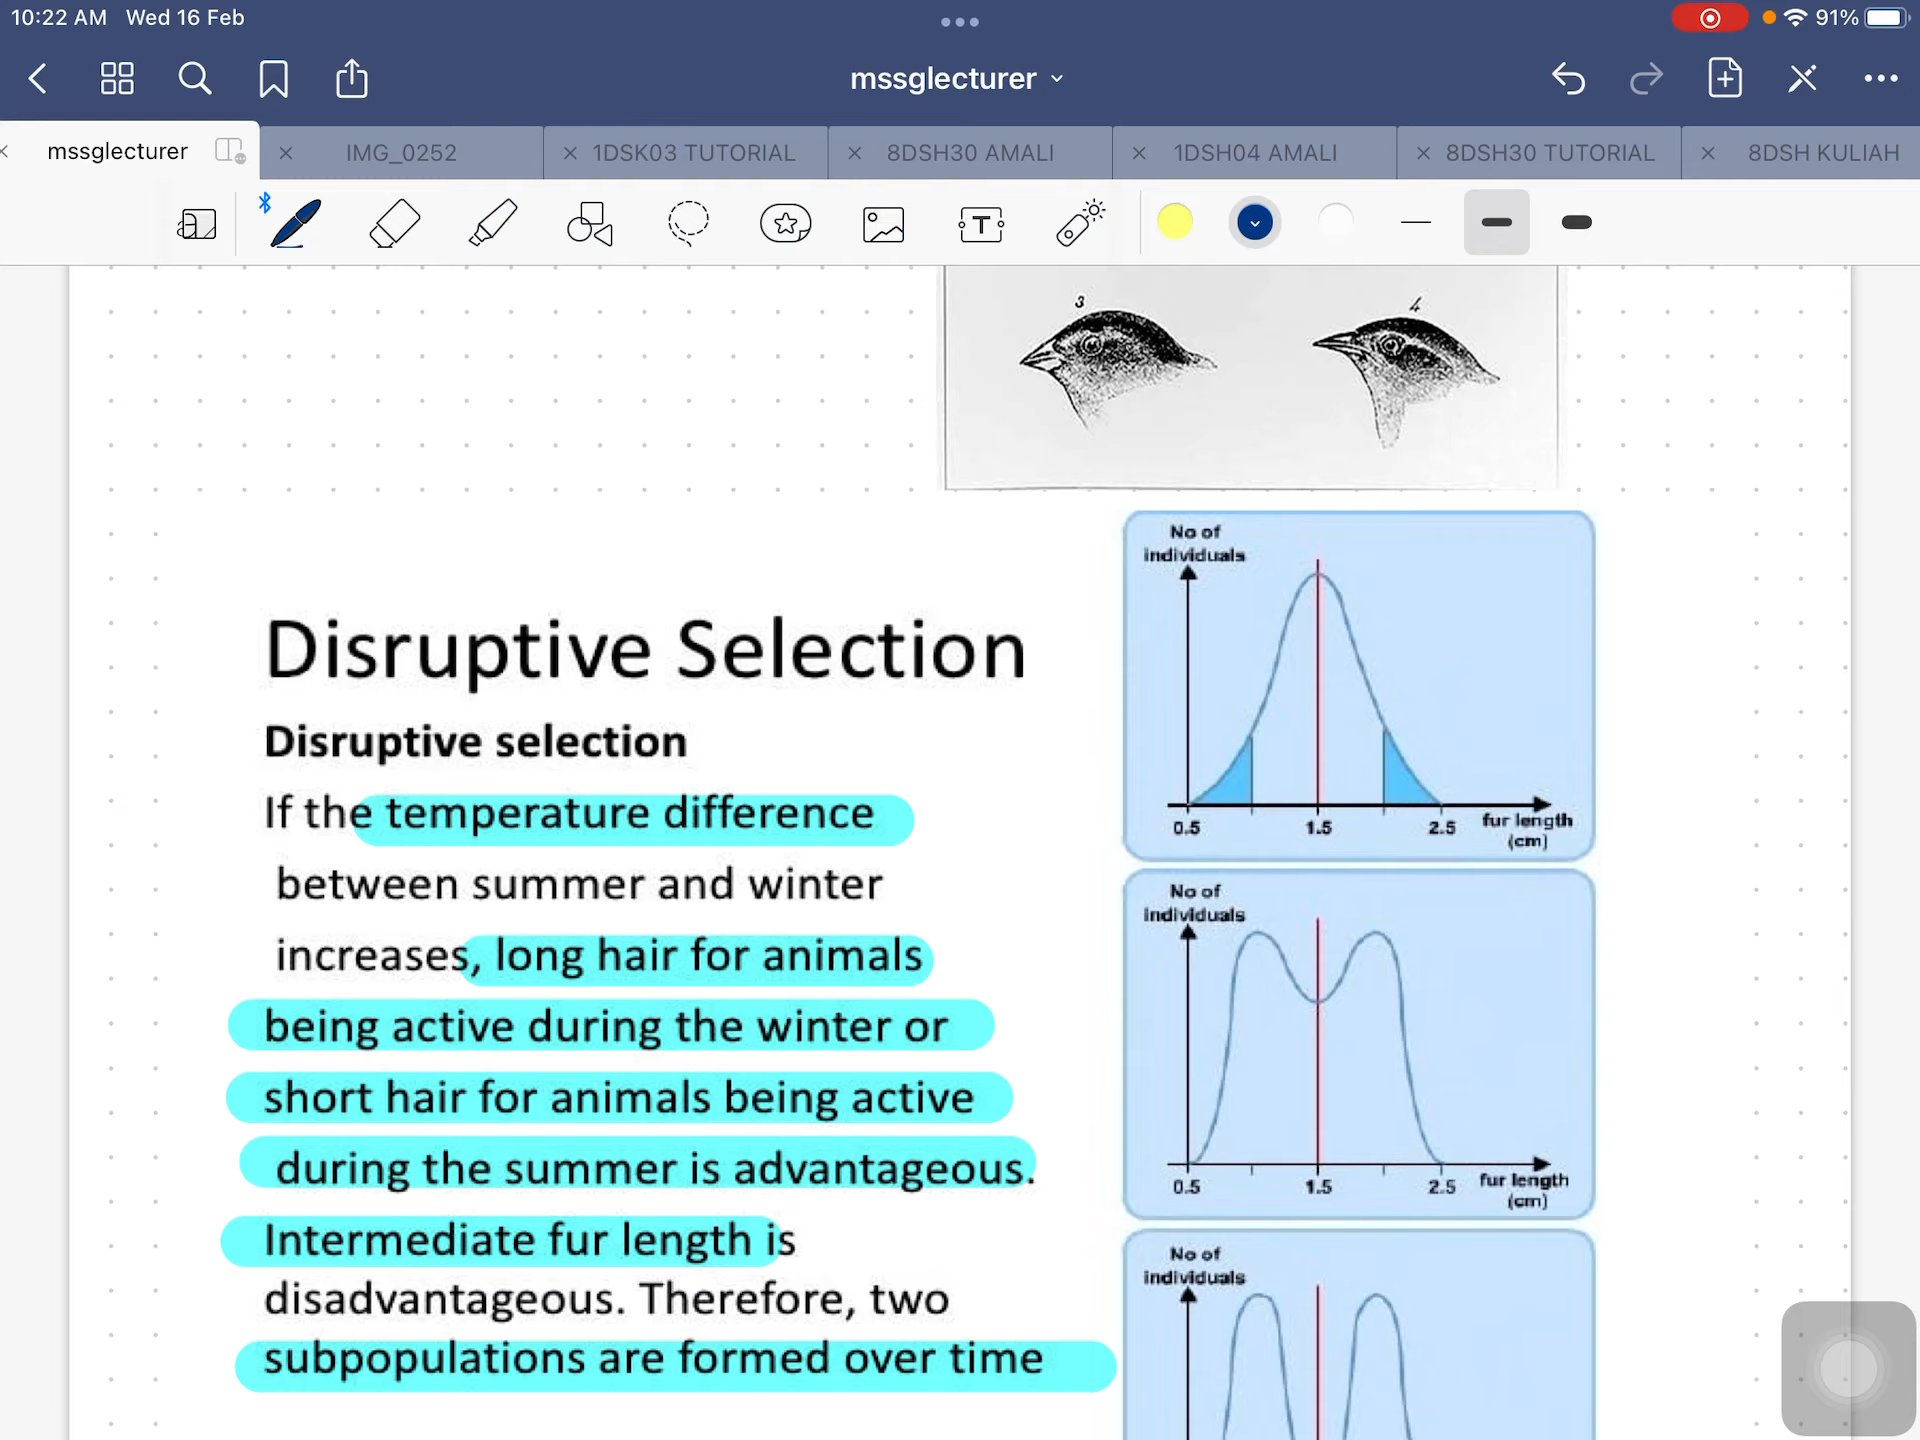 10:22 AM Wed 16 Feb
91%
mssglecturer
mssglecturer
IMG_0252
1DSK03 TUTORIAL
8DSH30 AMALI
1DSH04 AMALI
8DSH30 TUTORIAL
8DSH KULIAH
3
4
Disruptive Selection
Disruptive selection
If the temperature difference
between summer and winter
increases, long hair for animals
being active during the winter or
short hair for animals being active
during the summer is advantageous.
Intermediate fur length is
disadvantageous. Therefore, two
subpopulations are formed over time
No of
individuals
0.5 1.5 2.5 fur length
(cm)
No of
individuals
0.5 1.5 2.5 fur length
(cm)
No of
individuals